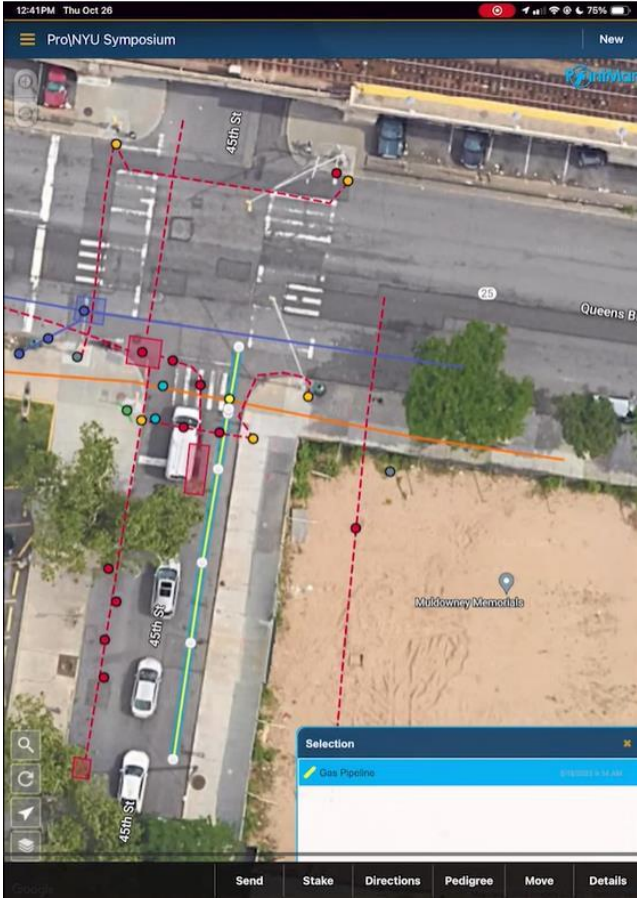 12:41PM Thu Oct 26
75%
Pro\NYU Symposium
New
45th St
25
Queens B
Muldowney Memorials
45th St
45th St
Selection
Gas Pipeline
Send
Stake
Directions
Pedigree
Move
Details
Google